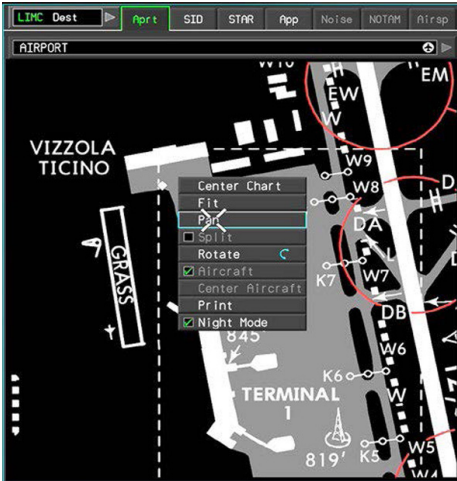 LIMC Dest Aprt SID STAR App Noise NOTAM Airsp
AIRPORT
W10
EM
EW
W
VIZZOLA
TICINO
W9
W8
D
H
Center Chart
Fit
Pan
Split
Rotate
Aircraft
Center Aircraft
Print
Night Mode
DA
L
GRASS
K7
W7
DB
845
W6
K6
TERMINAL
1
W
819' K5
W5
W4